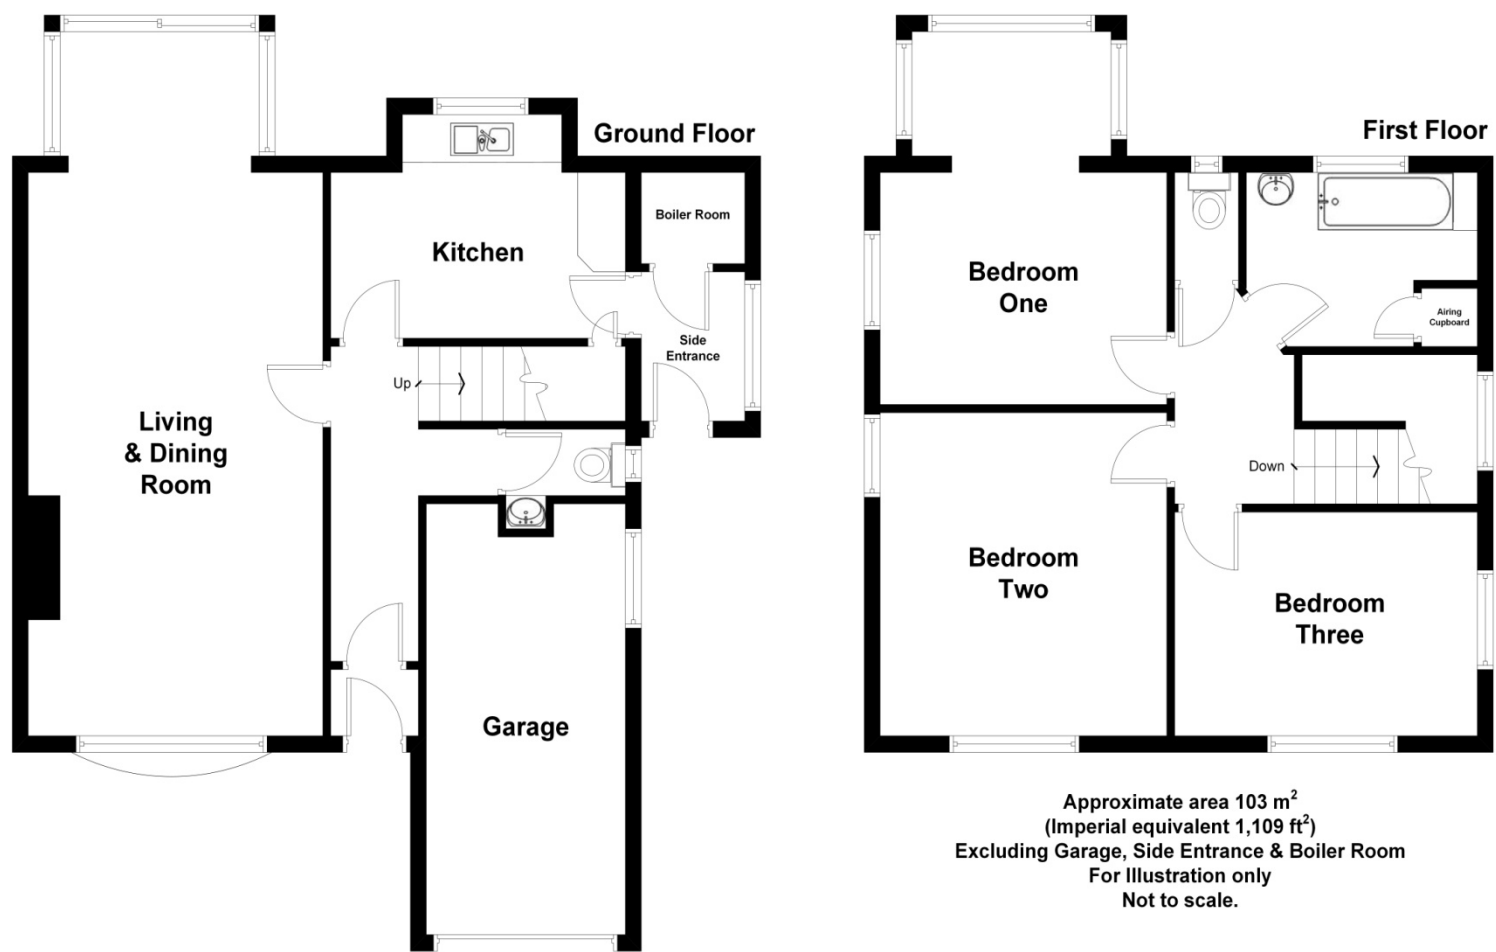 Ground Floor
Boiler Room
Kitchen
Side
Entrance
Up
Living
& Dining
Room
Garage
First Floor
Bedroom
One
Airing
Cupboard
Down
Bedroom
Two
Bedroom
Three
Approximate area 103 m²
(Imperial equivalent 1,109 ft²)
Excluding Garage, Side Entrance & Boiler Room
For Illustration only
Not to scale.